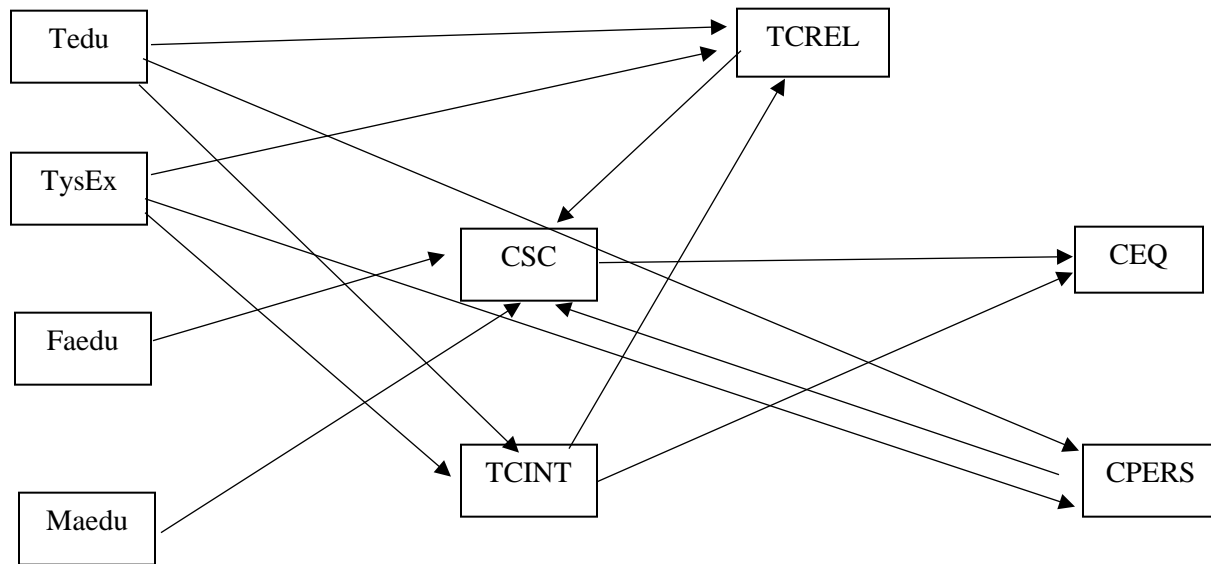 Tedu
TCREL
TysEx
CSC
CEQ
Faedu
TCINT
CPERS
Maedu